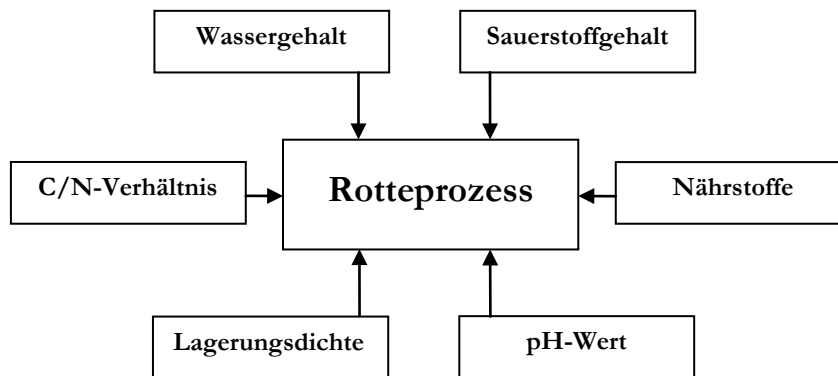 Wassergehalt
Sauerstoffgehalt
C/N-Verhältnis
Rotteprozess
Nährstoffe
Lagerungsdichte
pH-Wert